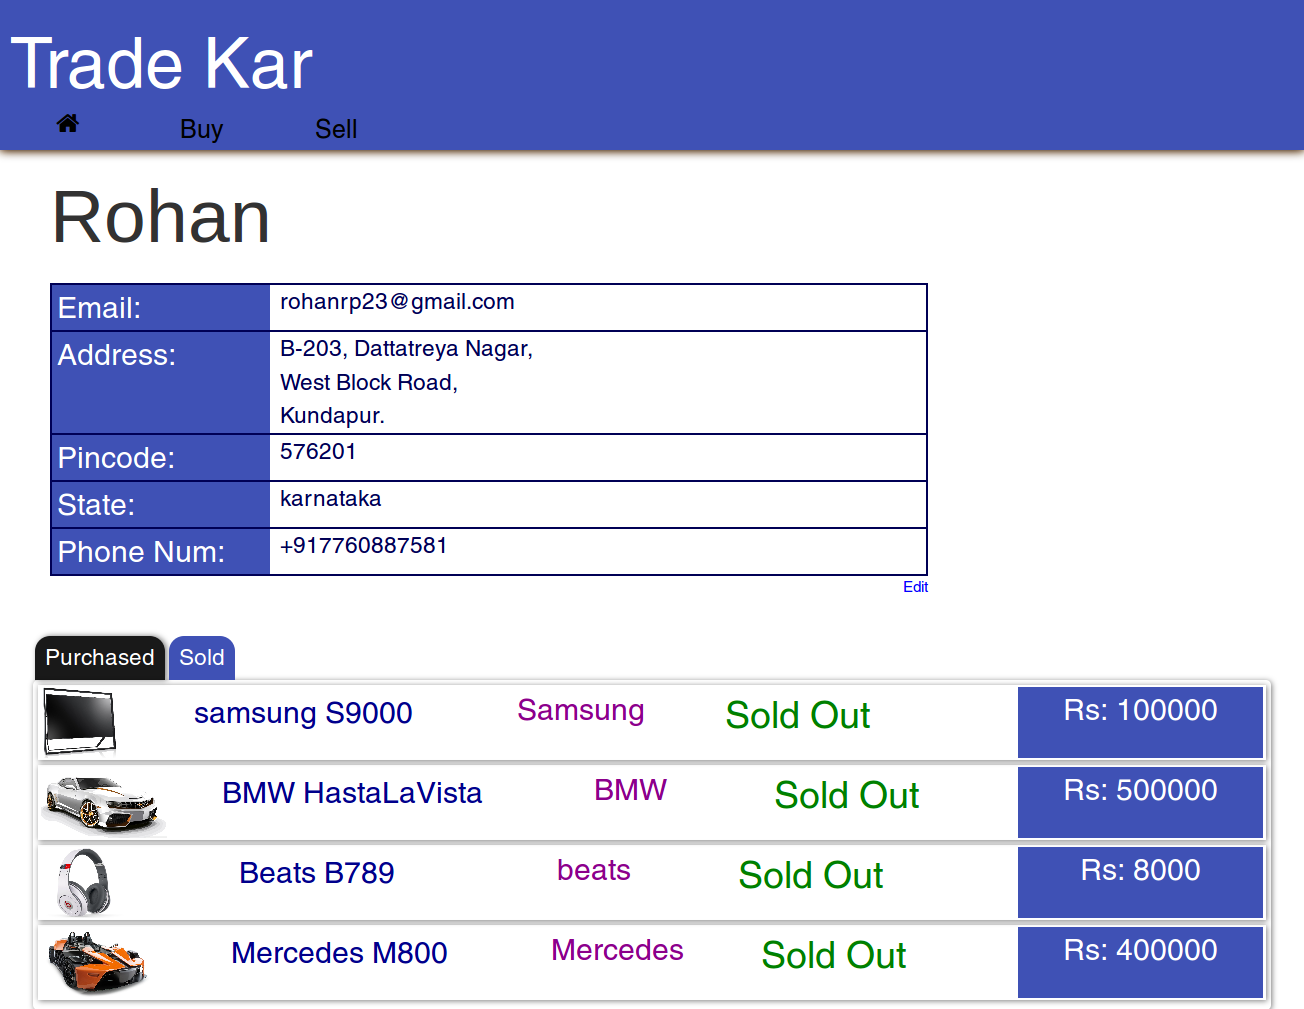 Trade Kar
Buy Sell
Rohan
Email: rohanrp23@gmail.com
Address: B-203, Dattatreya Nagar,
West Block Road,
Kundapur.
Pincode: 576201
State: karnataka
Phone Num: +917760887581
Edit
Purchased Sold
samsung S9000 Samsung Sold Out Rs: 100000
BMW HastaLaVista BMW Sold Out Rs: 500000
Beats B789 beats Sold Out Rs: 8000
Mercedes M800 Mercedes Sold Out Rs: 400000